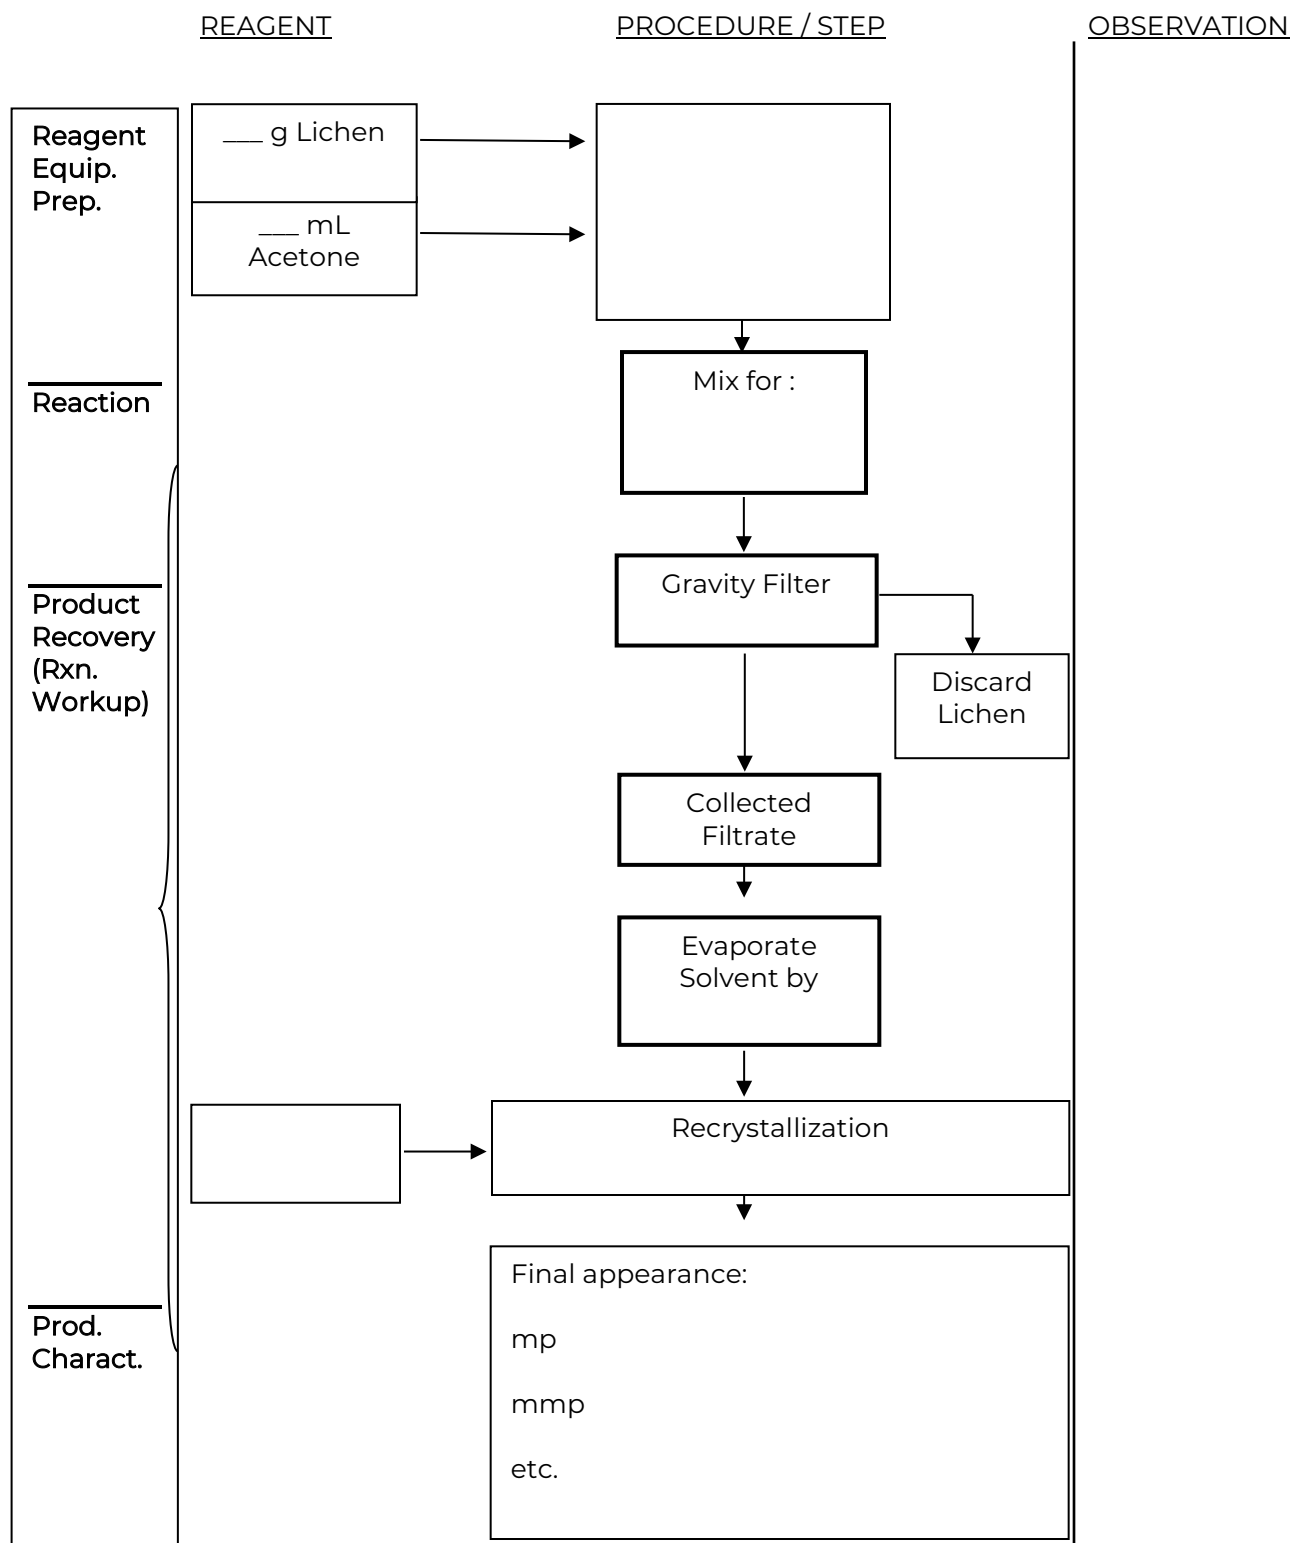 REAGENT
PROCEDURE / STEP
OBSERVATION
Reagent
Equip.
Prep.
___ g Lichen
___ mL
Acetone
Reaction
Mix for :
Product
Recovery
(Rxn.
Workup)
Gravity Filter
Discard
Lichen
Collected
Filtrate
Evaporate
Solvent by
Recrystallization
Prod.
Charact.
Final appearance:
mp
mmp
etc.